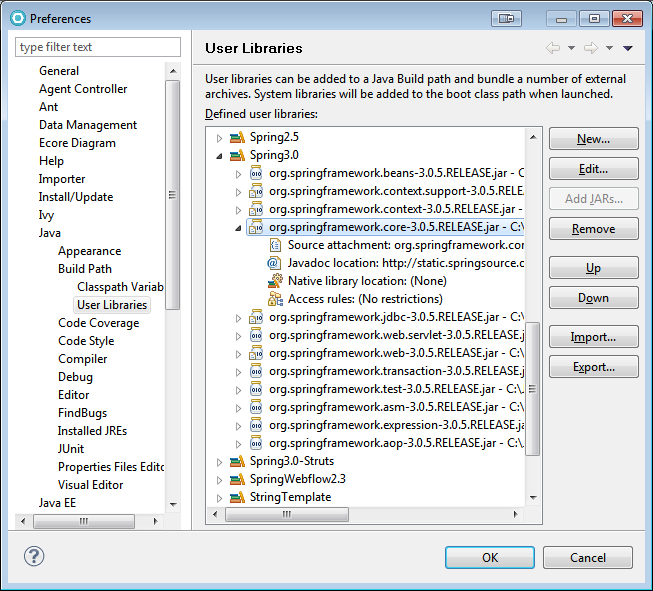 Preferences
type filter text
General
Agent Controller
Ant
Data Management
Ecore Diagram
Help
Importer
Install/Update
Ivy
Java
Appearance
Build Path
Classpath Variab
User Libraries
Code Coverage
Code Style
Compiler
Debug
Editor
FindBugs
Installed JREs
JUnit
Properties Files Edito
Visual Editor
Java EE
User Libraries
User libraries can be added to a Java Build path and bundle a number of external
archives. System libraries will be added to the boot class path when launched.
Defined user libraries:
Spring2.5
Spring3.0
org.springframework.beans-3.0.5.RELEASE.jar - C
org.springframework.context.support-3.0.5.RELE
org.springframework.context-3.0.5.RELEASE.jar -
org.springframework.core-3.0.5.RELEASE.jar - C:\
Source attachment: org.springframework.cor
Javadoc location: http://static.springsource.o
Native library location: (None)
Access rules: (No restrictions)
org.springframework.jdbc-3.0.5.RELEASE.jar - C:\
org.springframework.web.servlet-3.0.5.RELEASE.j
org.springframework.web-3.0.5.RELEASE.jar - C:\
org.springframework.transaction-3.0.5.RELEASE.j
org.springframework.test-3.0.5.RELEASE.jar - C:\
org.springframework.asm-3.0.5.RELEASE.jar - C:\
org.springframework.expression-3.0.5.RELEASE.j
org.springframework.aop-3.0.5.RELEASE.jar - C:\
Spring3.0-Struts
SpringWebflow2.3
StringTemplate
New...
Edit...
Add JARs...
Remove
Up
Down
Import...
Export...
?
OK
Cancel